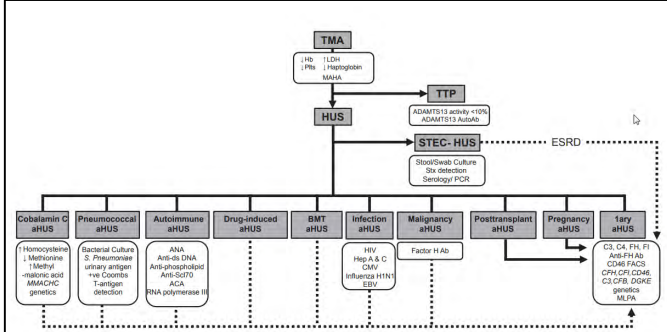 TMA
↓Hb ↑LDH
↓Plts ↓Haptoglobin
MAHA
TTP
ADAMTS13 activity <10%
ADAMTS13 AutoAb
HUS
STEC- HUS
ESRD
Stool/Swab Culture
Stx detection
Serology/ PCR
Cobalamin C
aHUS
↑Homocysteine
↓ Methionine
↑ Methyl
-malonic acid
MMACHC
genetics
Pneumococcal
aHUS
Bacterial Culture
S. Pneumoniae
urinary antigen
+ve Coombs
T-antigen
detection
Autoimmune
aHUS
ANA
Anti-ds DNA
Anti-phospholipid
Anti-Scl70
ACA
RNA polymerase III
Drug-induced
aHUS
BMT
aHUS
Infection
aHUS
HIV
Hep A & C
CMV
Influenza H1N1
EBV
Malignancy
aHUS
Factor H Ab
Posttransplant
aHUS
Pregnancy
aHUS
1ary
aHUS
C3, C4, FH, FI
Anti-FH Ab
CD46 FACS
CFH,CFI,CD46,
C3,CFB, DGKE
genetics
MLPA